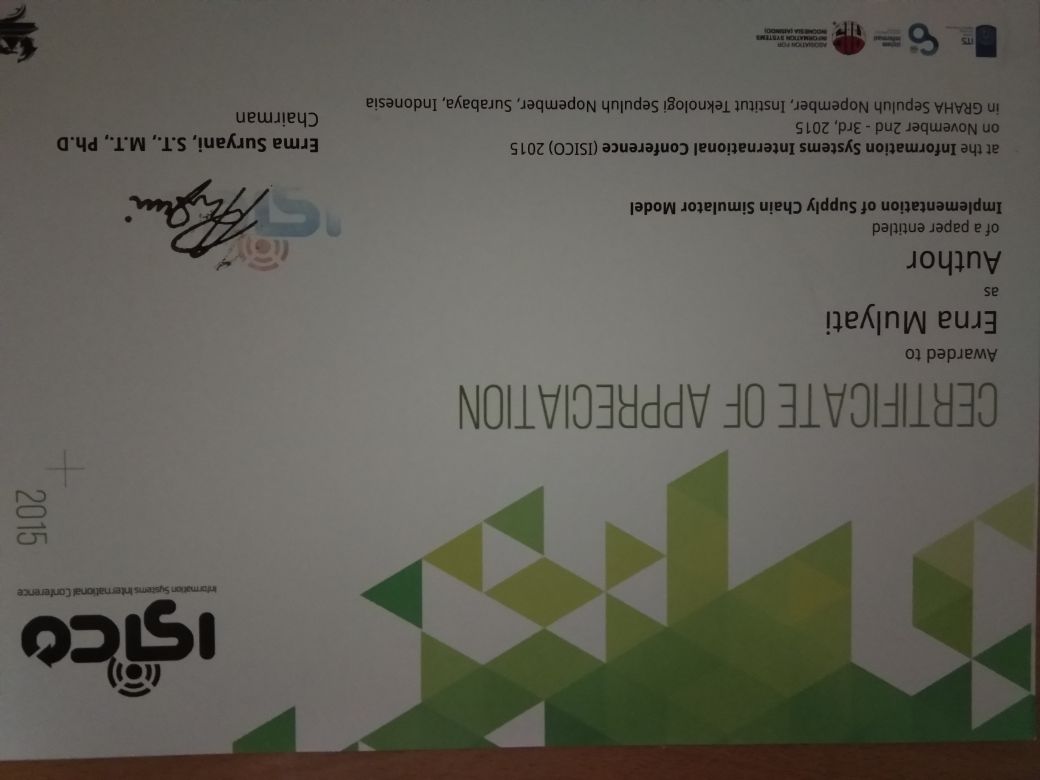 ISICO
Information Systems International Conference
2015
CERTIFICATE OF APPRECIATION
Awarded to
Erna Mulyati
as
Author
of a paper entitled
Implementation of Supply Chain Simulator Model
at the Information Systems International Conference (ISICO) 2015
on November 2nd - 3rd, 2015
in GRAHA Sepuluh Nopember, Institut Teknologi Sepuluh Nopember, Surabaya, Indonesia
Erma Suryani, S.T., M.T., Ph.D
Chairman
ITS
sistem
informasi
ASOSIATION FOR
INFORMATION SYSTEMS
INDONESIA (AISINDO)